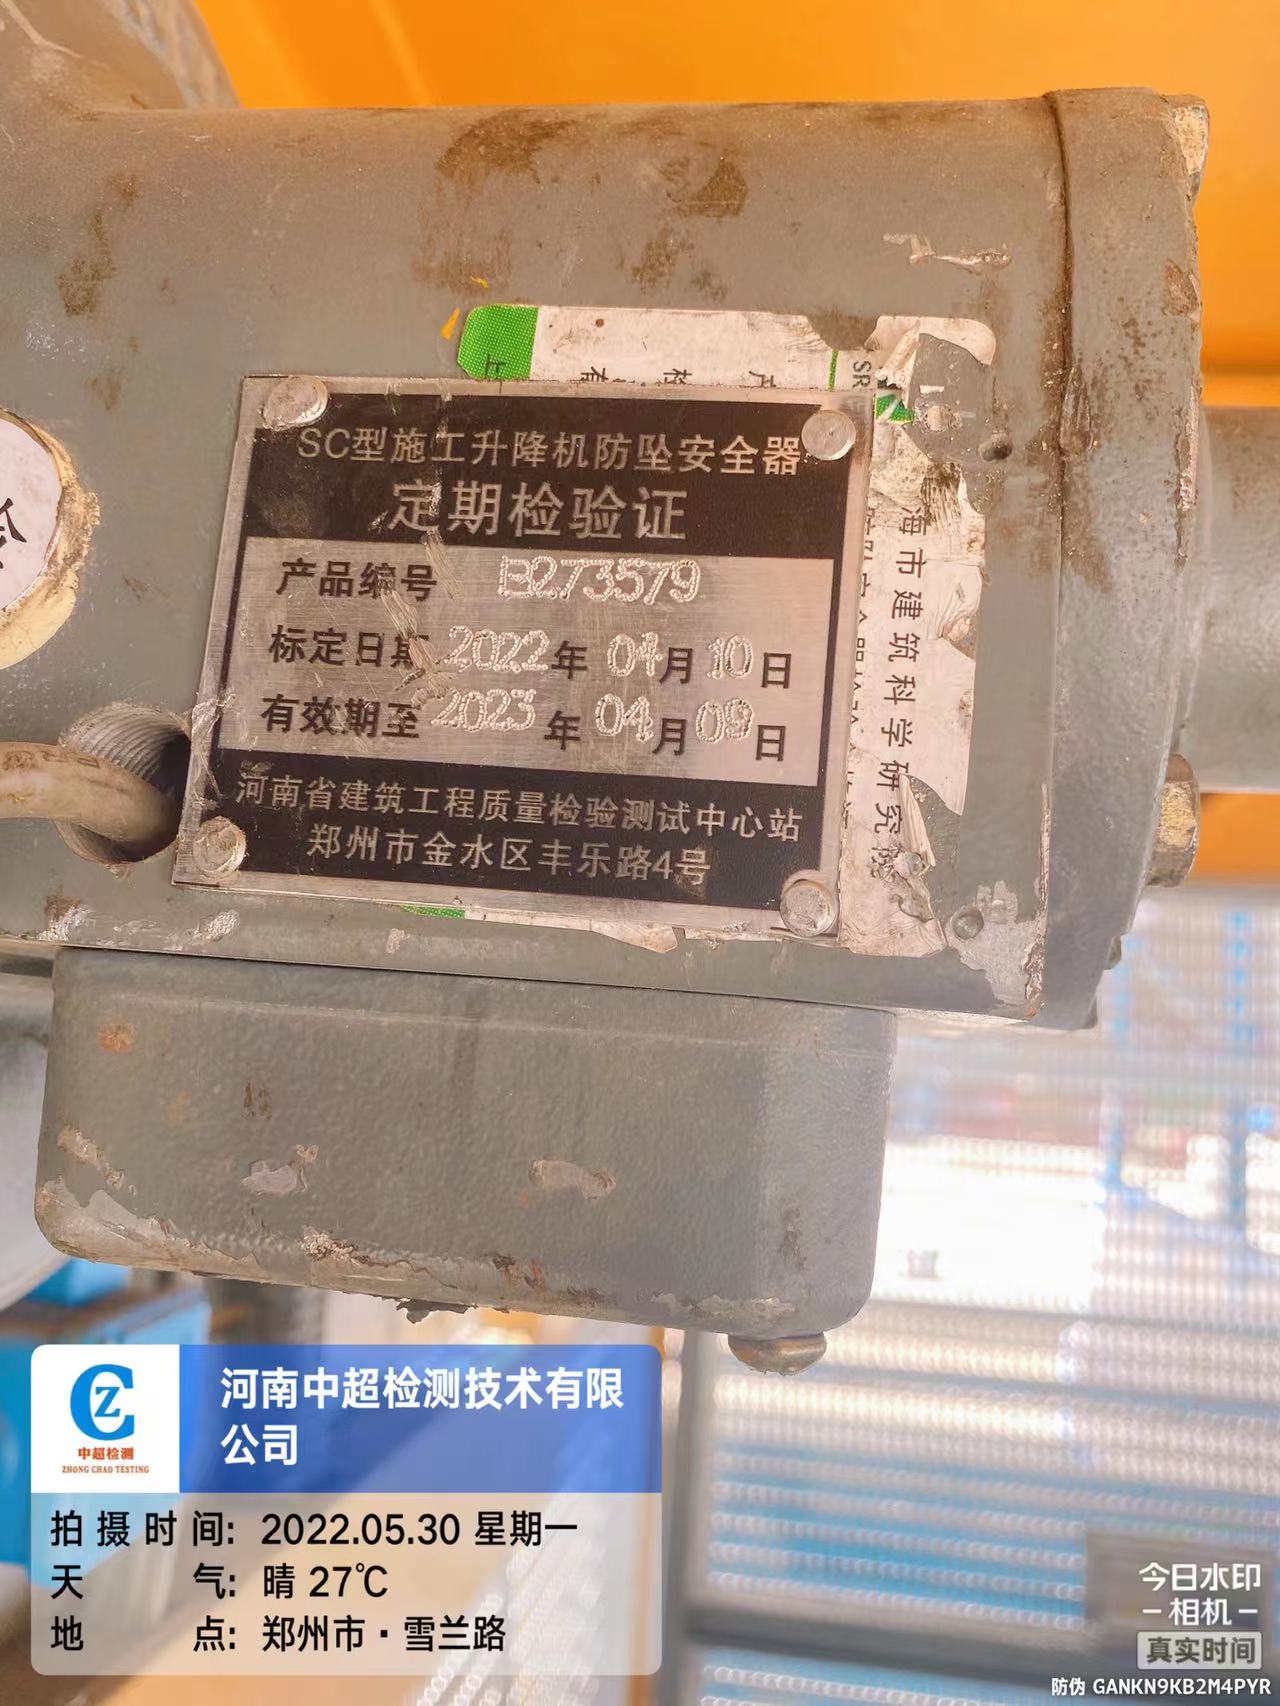 SC型施工升降机防坠安全器
定期检验证
产品编号 B273579
标定日期 2022年 04月 10日
有效期至 2023年 04月 09日
河南省建筑工程质量检验测试中心站
郑州市金水区丰乐路4号
上
SR
海市建筑科学研究
CZ
中超检测
ZHONG CHAO TESTING
河南中超检测技术有限
公司
拍摄时间: 2022.05.30 星期一
天气: 晴 27℃
地点: 郑州市·雪兰路
今日水印
-相机-
真实时间
防伪 GANKN9KB2M4PYR